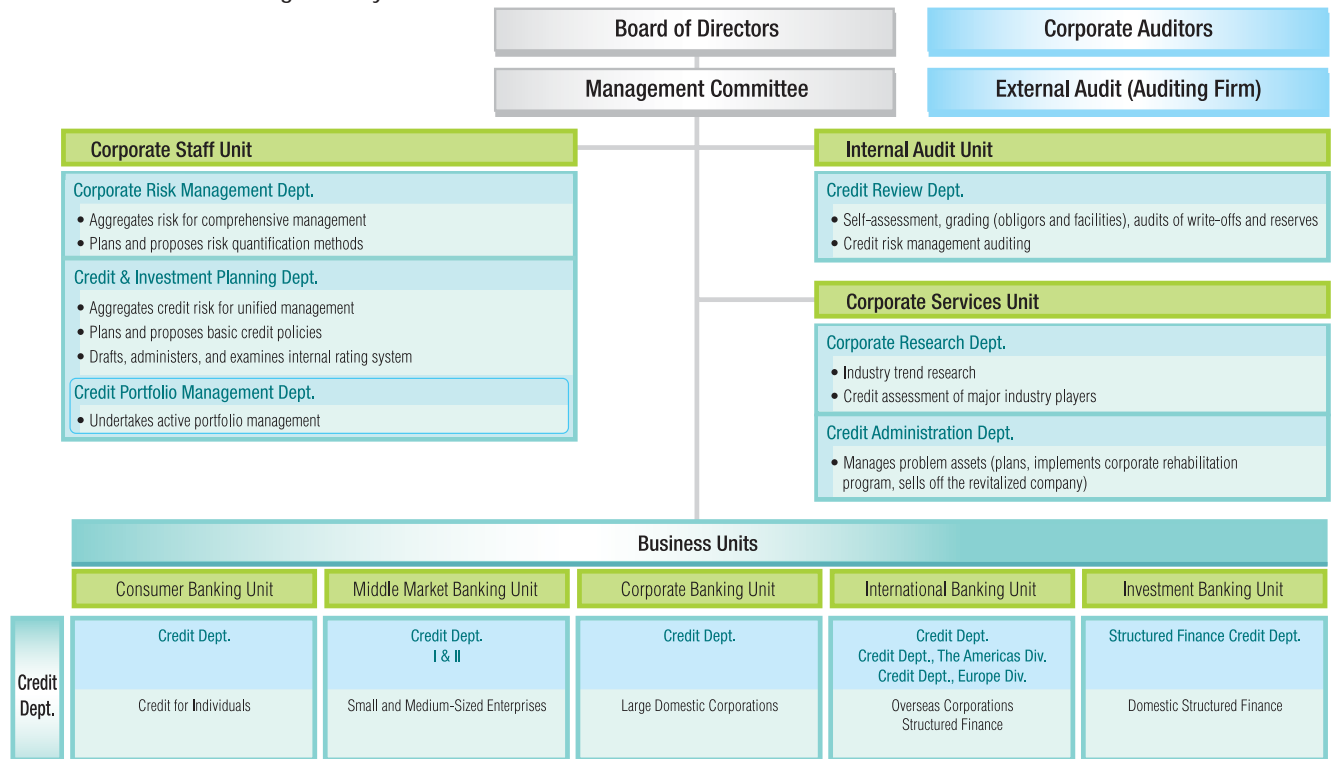 Board of Directors
Corporate Auditors
Management Committee
External Audit (Auditing Firm)
Corporate Staff Unit
Corporate Risk Management Dept.
• Aggregates risk for comprehensive management
• Plans and proposes risk quantification methods
Credit & Investment Planning Dept.
• Aggregates credit risk for unified management
• Plans and proposes basic credit policies
• Drafts, administers, and examines internal rating system
Credit Portfolio Management Dept.
• Undertakes active portfolio management
Internal Audit Unit
Credit Review Dept.
• Self-assessment, grading (obligors and facilities), audits of write-offs and reserves
• Credit risk management auditing
Corporate Services Unit
Corporate Research Dept.
• Industry trend research
• Credit assessment of major industry players
Credit Administration Dept.
• Manages problem assets (plans, implements corporate rehabilitation
program, sells off the revitalized company)
Business Units
Consumer Banking Unit
Middle Market Banking Unit
Corporate Banking Unit
International Banking Unit
Investment Banking Unit
Credit
Dept.
Credit Dept.
Credit for Individuals
Credit Dept.
I & II
Small and Medium-Sized Enterprises
Credit Dept.
Large Domestic Corporations
Credit Dept.
Credit Dept., The Americas Div.
Credit Dept., Europe Div.
Overseas Corporations
Structured Finance
Structured Finance Credit Dept.
Domestic Structured Finance